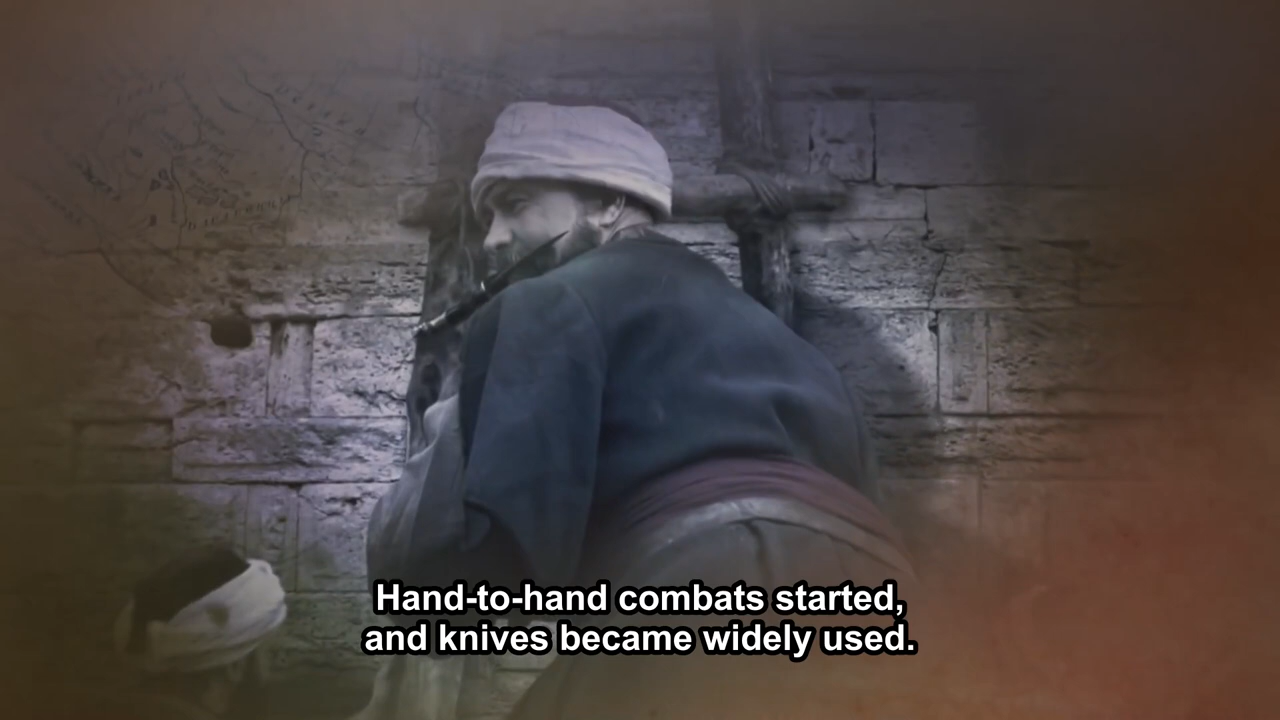 Hand-to-hand combats started,
and knives became widely used.